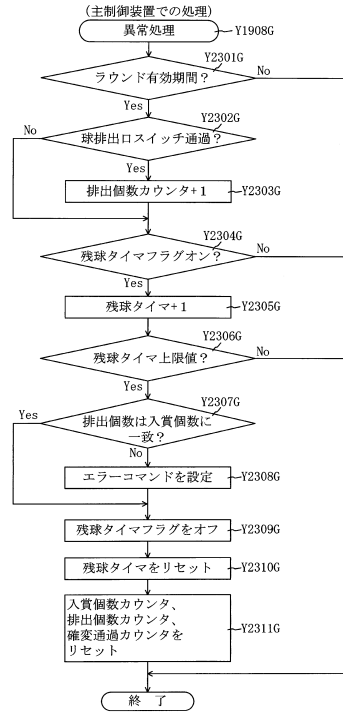 (主制御装置での処理)
異常処理
Y1908G
Y2301G
ラウンド有効期間?
No
Yes
Y2302G
No
球排出口スイッチ通過?
Yes
排出個数カウンタ+1
Y2303G
Y2304G
残球タイマフラグオン?
No
Yes
残球タイマ+1
Y2305G
Y2306G
残球タイマ上限値?
No
Yes
Y2307G
Yes
排出個数は入賞個数に
一致?
No
エラーコマンドを設定
Y2308G
残球タイマフラグをオフ
Y2309G
残球タイマをリセット
Y2310G
入賞個数カウンタ、
排出個数カウンタ、
確変通過カウンタを
リセット
Y2311G
終 了